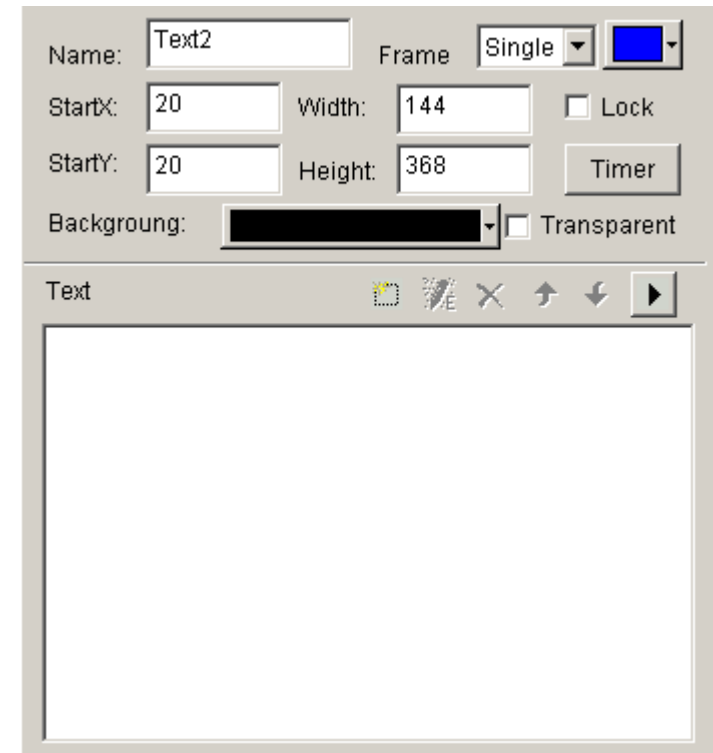 Name: Text2 Frame Single
StartX: 20 Width: 144 Lock
StartY: 20 Height: 368 Timer
Backgroung: Transparent
Text